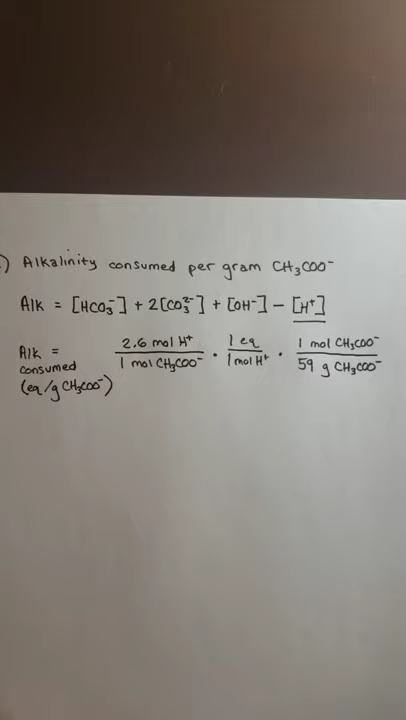 ) Alkalinity consumed per gram CH₃COO⁻
Alk = [HCO₃⁻] + 2[CO₃²⁻] + [OH⁻] − [H⁺]
Alk = 2.6 mol H⁺ / 1 mol CH₃COO⁻ · 1 eq / 1 mol H⁺ · 1 mol CH₃COO⁻ / 59 g CH₃COO⁻
consumed
(eq/g CH₃COO⁻)